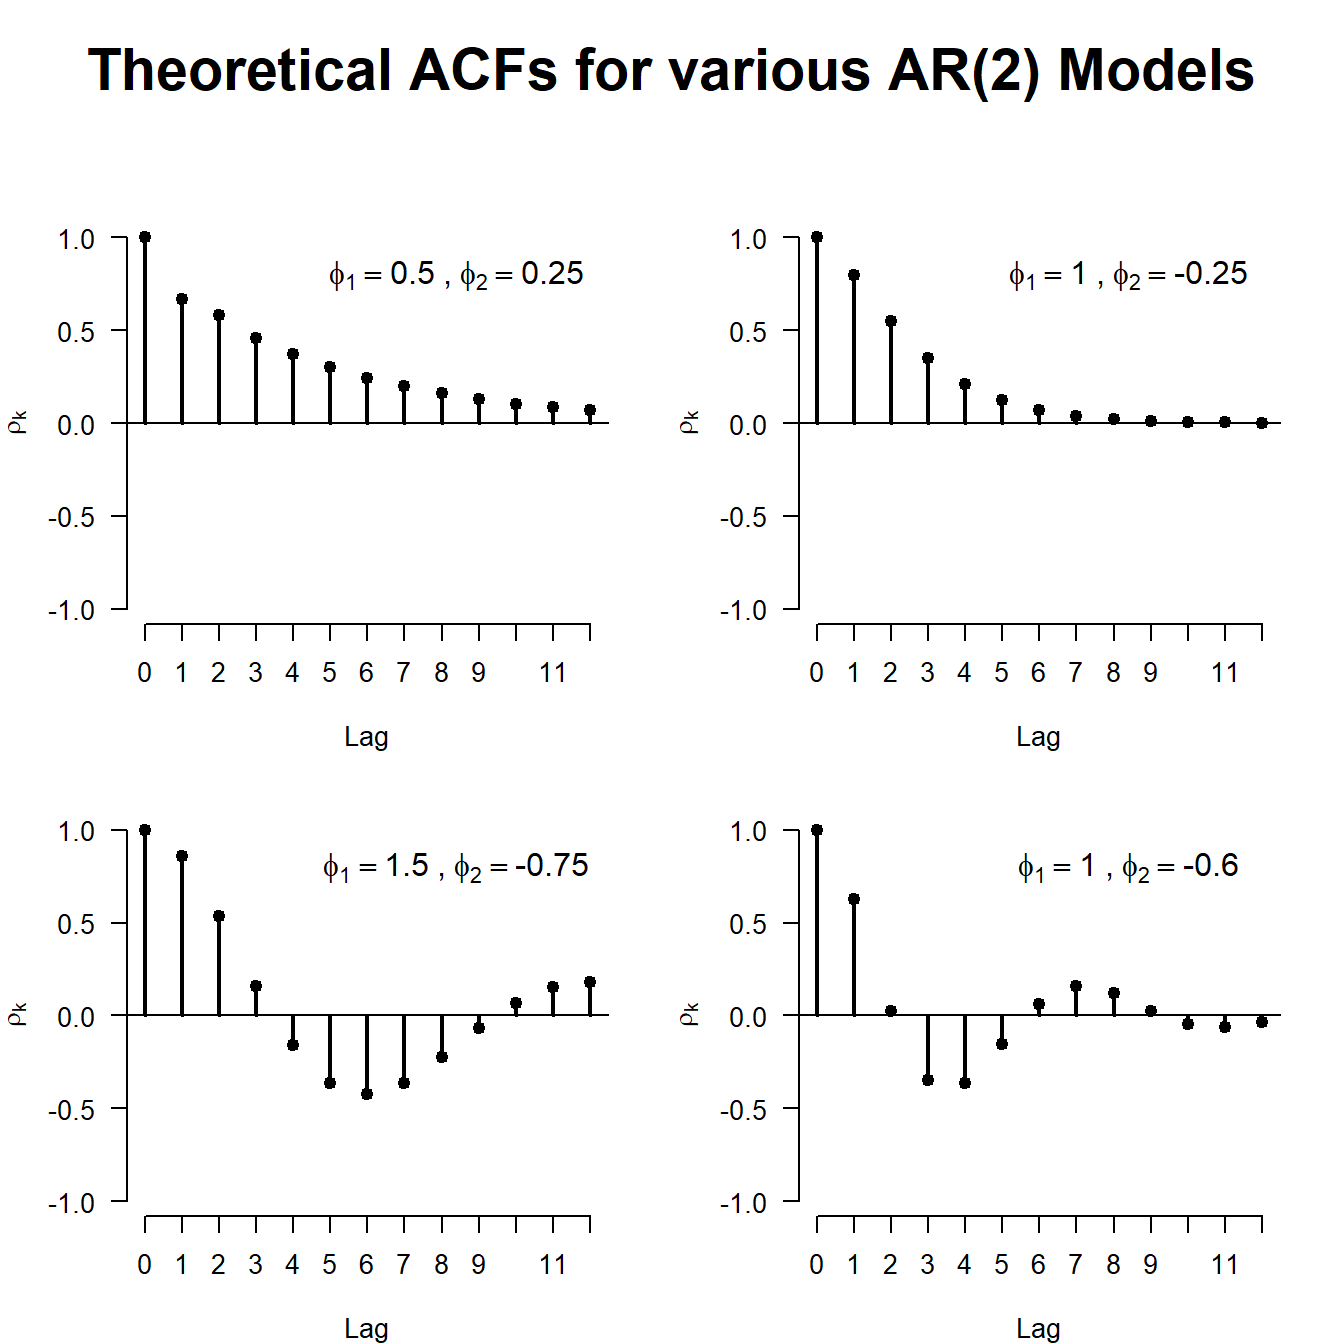 Theoretical ACFs for various AR(2) Models
ϕ1 = 0.5 , ϕ2 = 0.25
1.0
0.5
0.0
-0.5
-1.0
ρk
0 1 2 3 4 5 6 7 8 9 11
Lag
ϕ1 = 1 , ϕ2 = -0.25
1.0
0.5
0.0
-0.5
-1.0
ρk
0 1 2 3 4 5 6 7 8 9 11
Lag
ϕ1 = 1.5 , ϕ2 = -0.75
1.0
0.5
0.0
-0.5
-1.0
ρk
0 1 2 3 4 5 6 7 8 9 11
Lag
ϕ1 = 1 , ϕ2 = -0.6
1.0
0.5
0.0
-0.5
-1.0
ρk
0 1 2 3 4 5 6 7 8 9 11
Lag